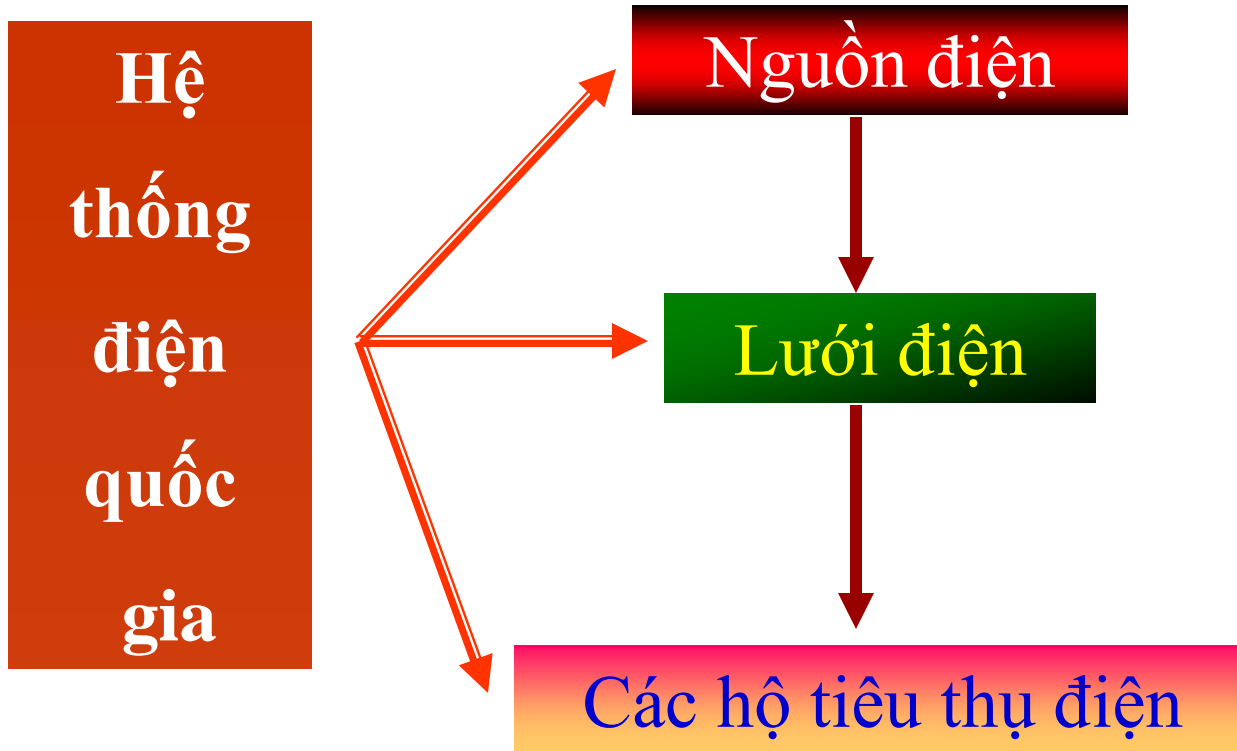 Hệ
thống
điện
quốc
gia
Nguồn điện
Lưới điện
Các hộ tiêu thụ điện